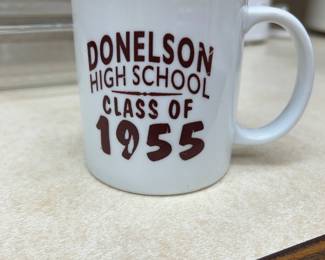 DONELSON
HIGH SCHOOL
CLASS OF
1955